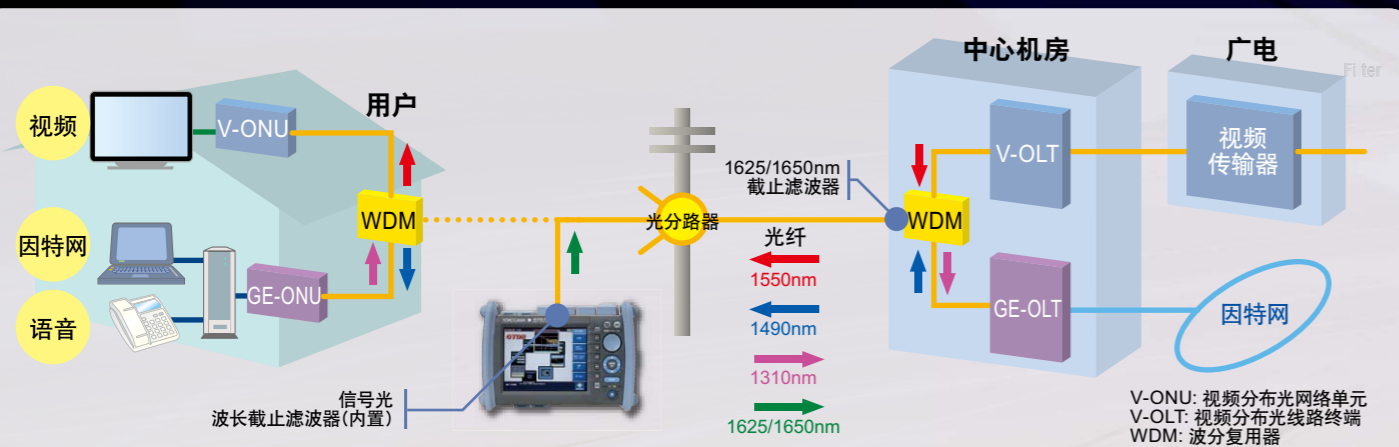 中心机房
广电
Filter
用户
视频
V-ONU
V-OLT
视频
传输器
1625/1650nm
截止滤波器
WDM
光分路器
WDM
因特网
光纤
1550nm
GE-ONU
GE-OLT
因特网
1490nm
语音
1310nm
信号光
波长截止滤波器(内置)
1625/1650nm
V-ONU: 视频分布光网络单元
V-OLT: 视频分布光线路终端
WDM: 波分复用器